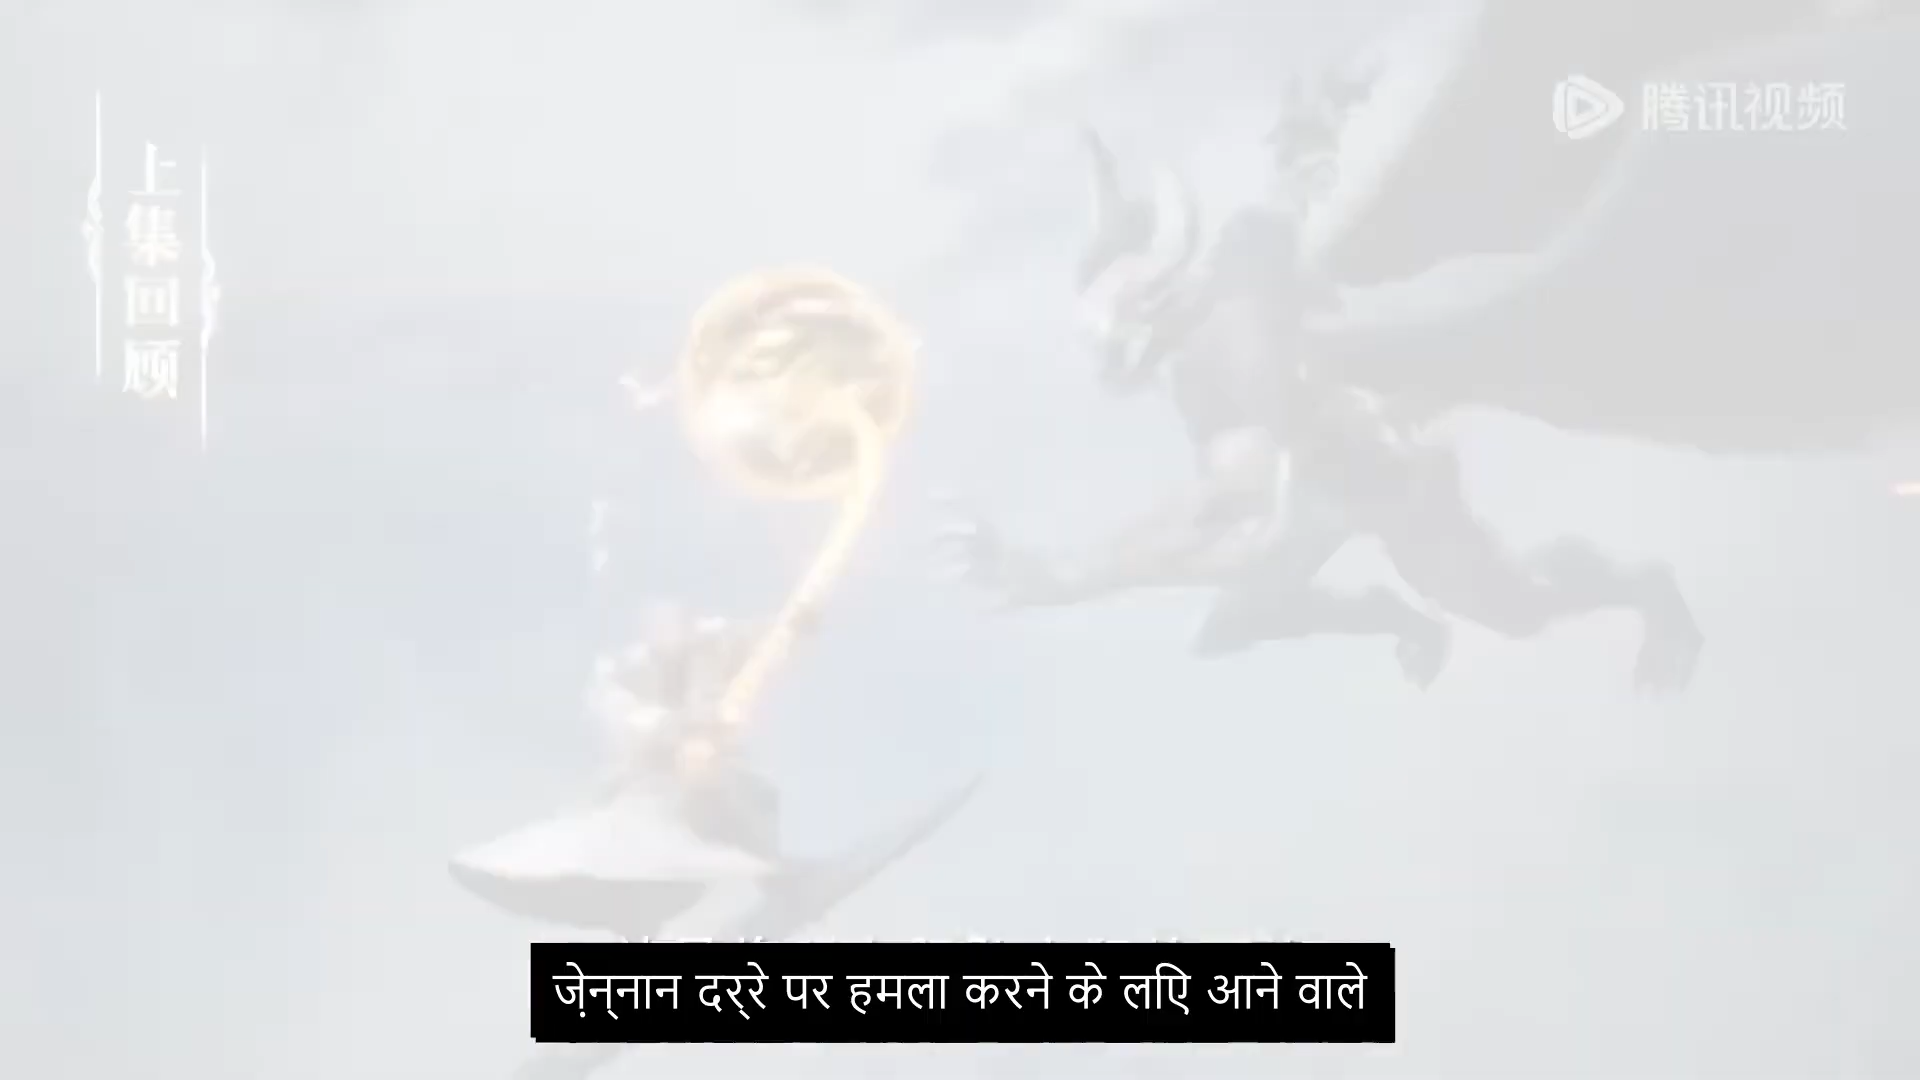 上集回顾
腾讯视频
ज़ेन्नान दर्रे पर हमला करने के लिए आने वाले